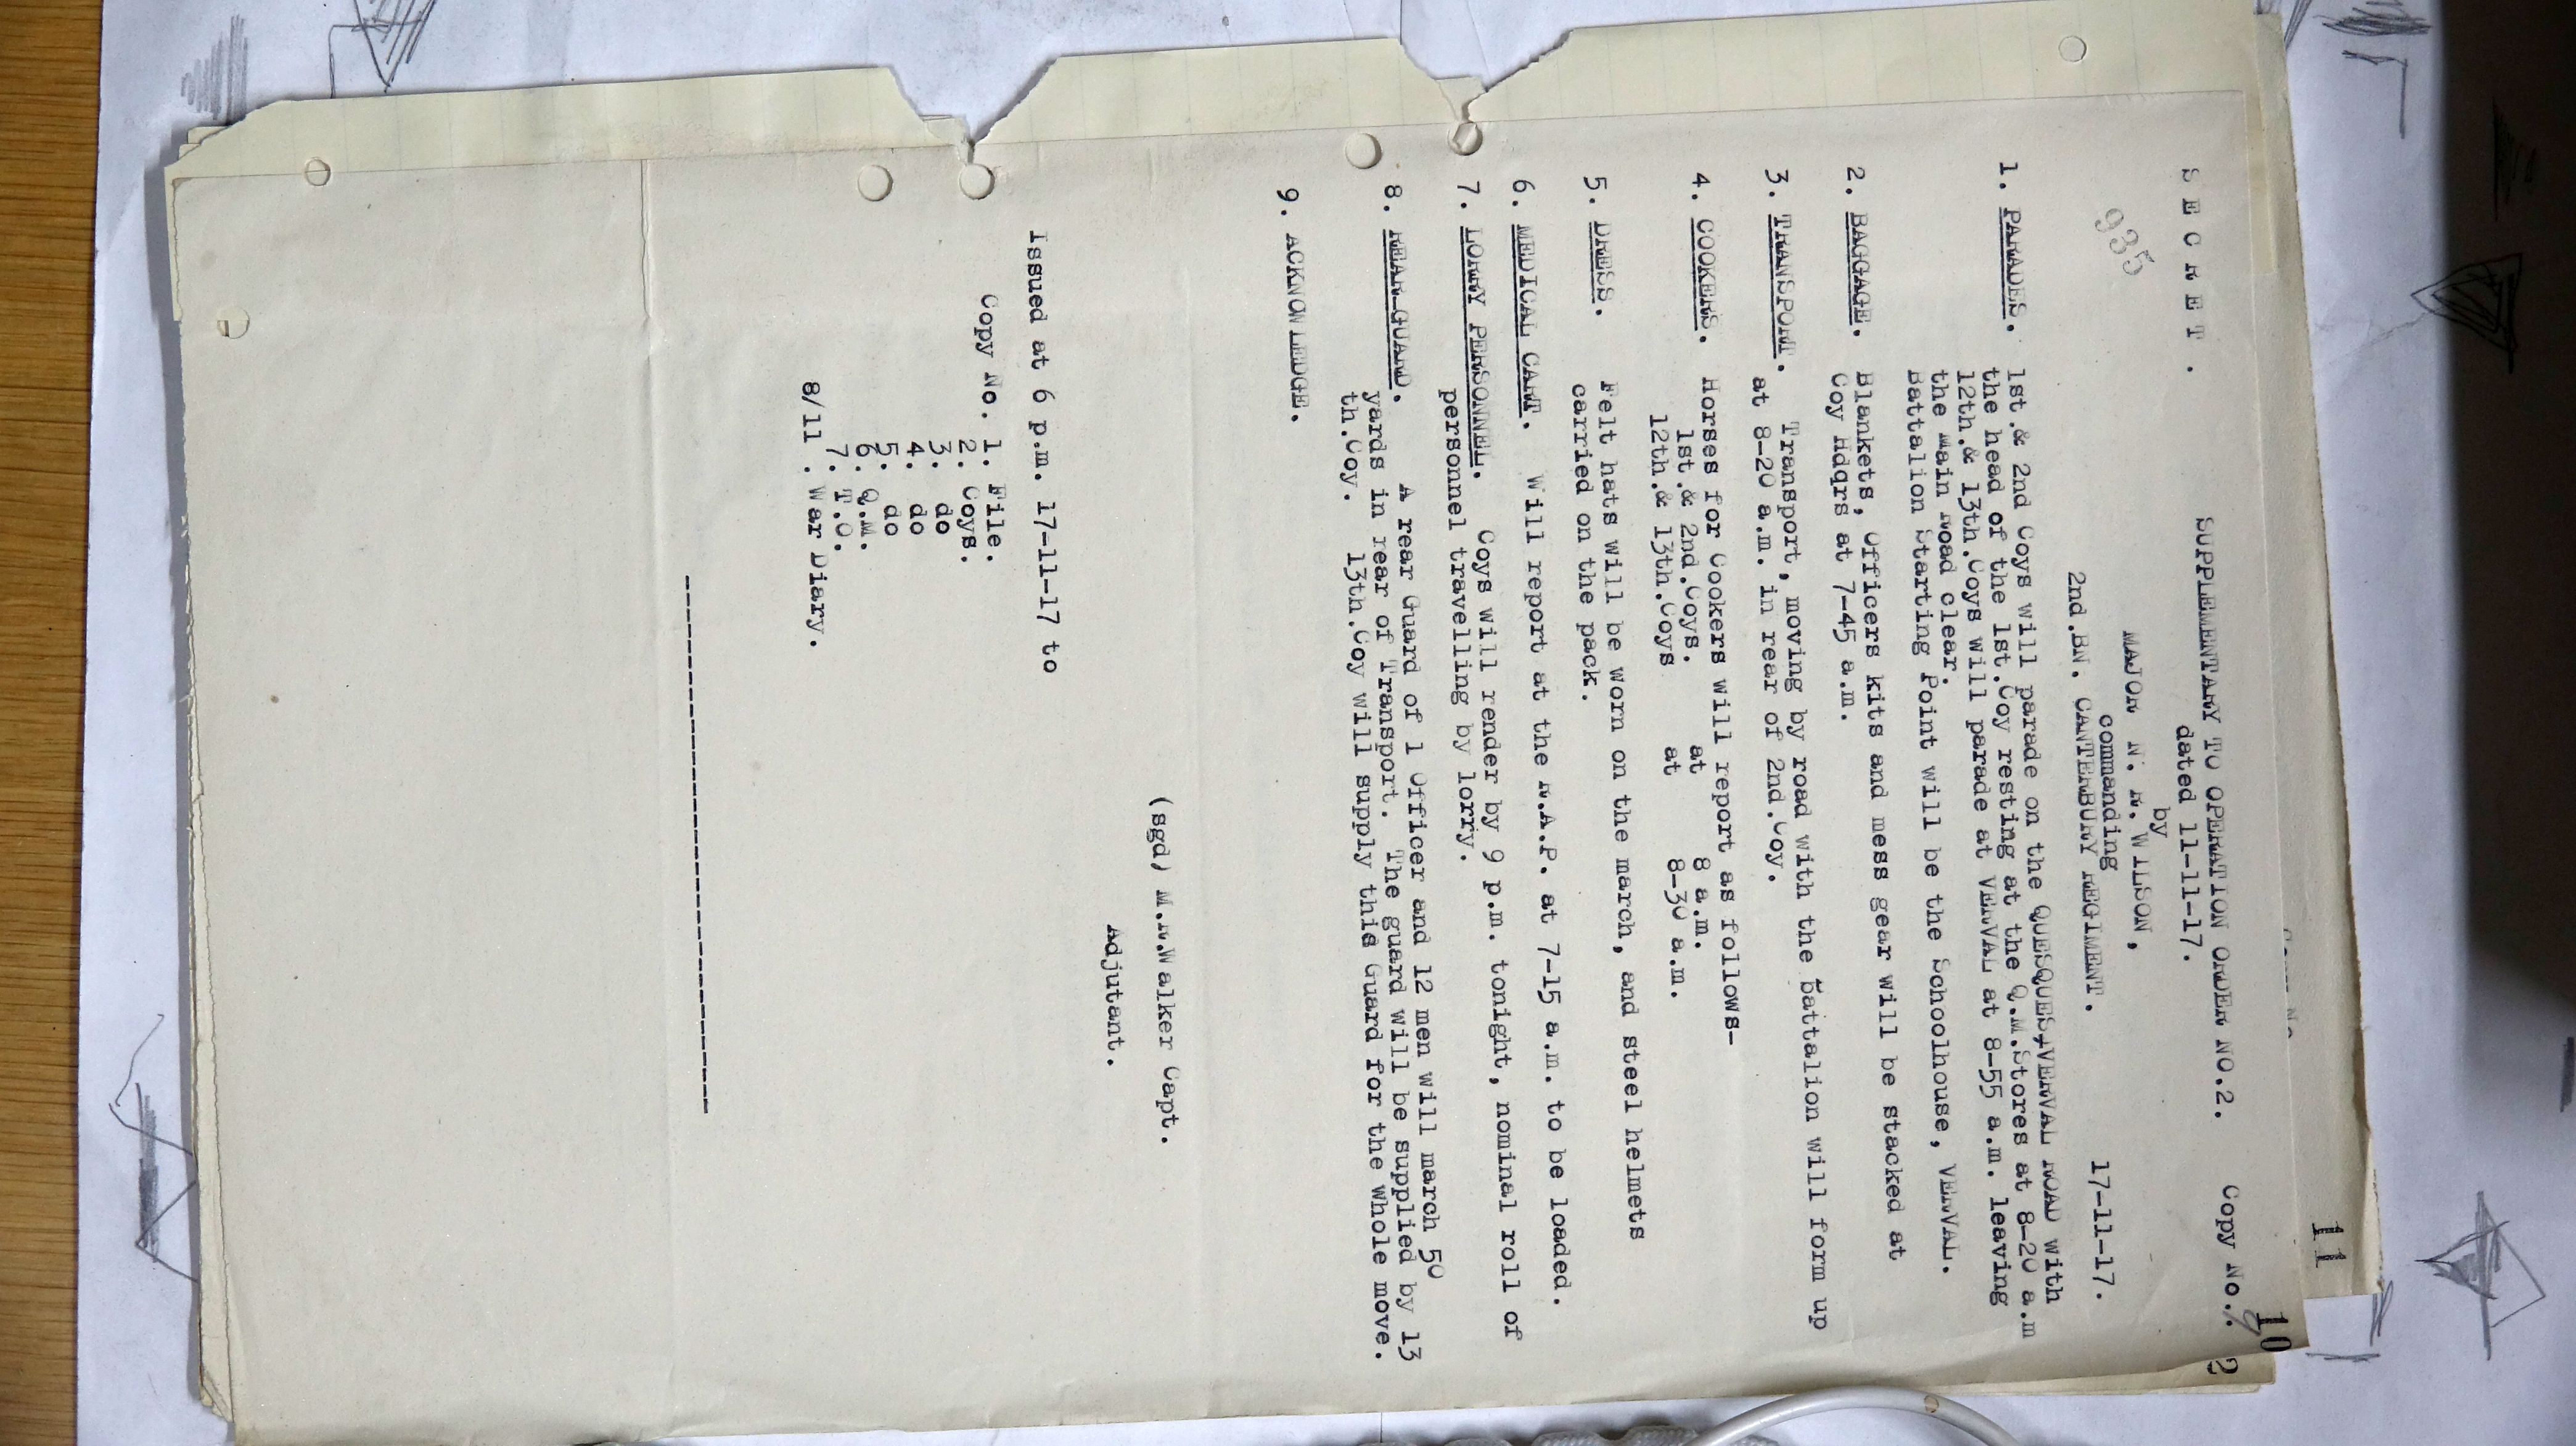 11
10
2
S E C R E T .
SUPPLEMENTARY TO OPERATION ORDER NO.2. Copy No.
dated 11-11-17.
by
MAJOR N. R. WILSON,
commanding
2nd.BN. CANTERBURY REGIMENT. 17-11-17.
935
1. PARADES. 1st.& 2nd Coys will parade on the QUESQUES,VERVAL ROAD with
the head of the 1st.Coy resting at the Q.M.Stores at 8-20 a.m
12th.& 13th.Coys will parade at VERVAL at 8-55 a.m. leaving
the Main Road clear.
Battalion Starting Point will be the Schoolhouse, VERVAL.
2. BAGGAGE. Blankets, Officers kits and mess gear will be stacked at
Coy Hdqrs at 7-45 a.m.
3. TRANSPORT. Transport, moving by road with the Battalion will form up
at 8-20 a.m. in rear of 2nd.Coy.
4. COOKERS. Horses for Cookers will report as follows-
1st.& 2nd.Coys. at 8 a.m.
12th.& 13th.Coys at 8-30 a.m.
5. DRESS. Felt hats will be worn on the march, and steel helmets
carried on the pack.
6. MEDICAL CART. Will report at the R.A.P. at 7-15 a.m. to be loaded.
7. LORRY PERSONNEL. Coys will render by 9 p.m. tonight, nominal roll of
personnel travelling by lorry.
8. REAR-GUARD. A rear Guard of 1 Officer and 12 men will march 50
yards in rear of Transport. The guard will be supplied by 13
th.Coy. 13th.Coy will supply this Guard for the whole move.
9. ACKNOWLEDGE.
(sgd) M.R.Walker Capt.
Adjutant.
Issued at 6 p.m. 17-11-17 to
Copy No. 1. File.
2. Coys.
3. do
4. do
5. do
6. Q.M.
7. T.O.
8/11 . War Diary.